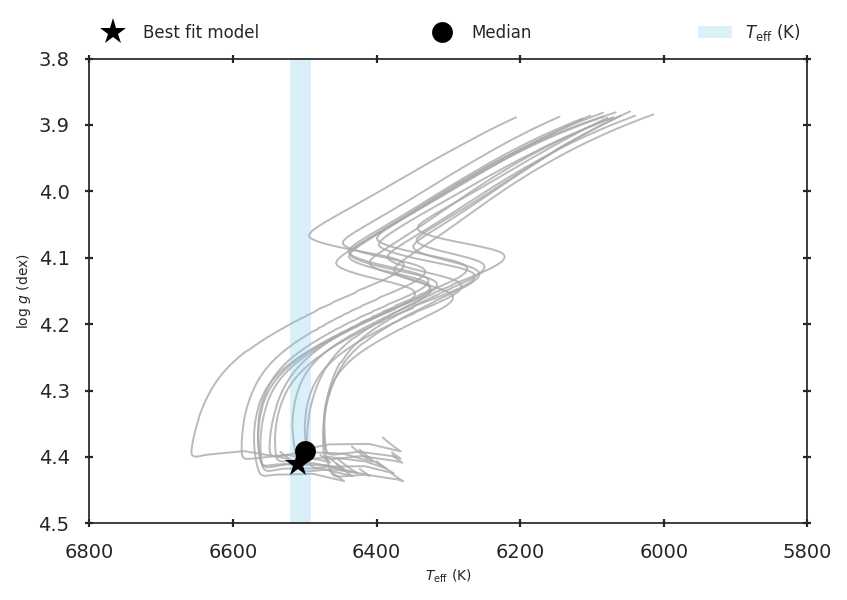 Best fit model
Median
T_eff (K)
3.8
3.9
4.0
4.1
4.2
4.3
4.4
4.5
log g (dex)
6800
6600
6400
6200
6000
5800
T_eff (K)